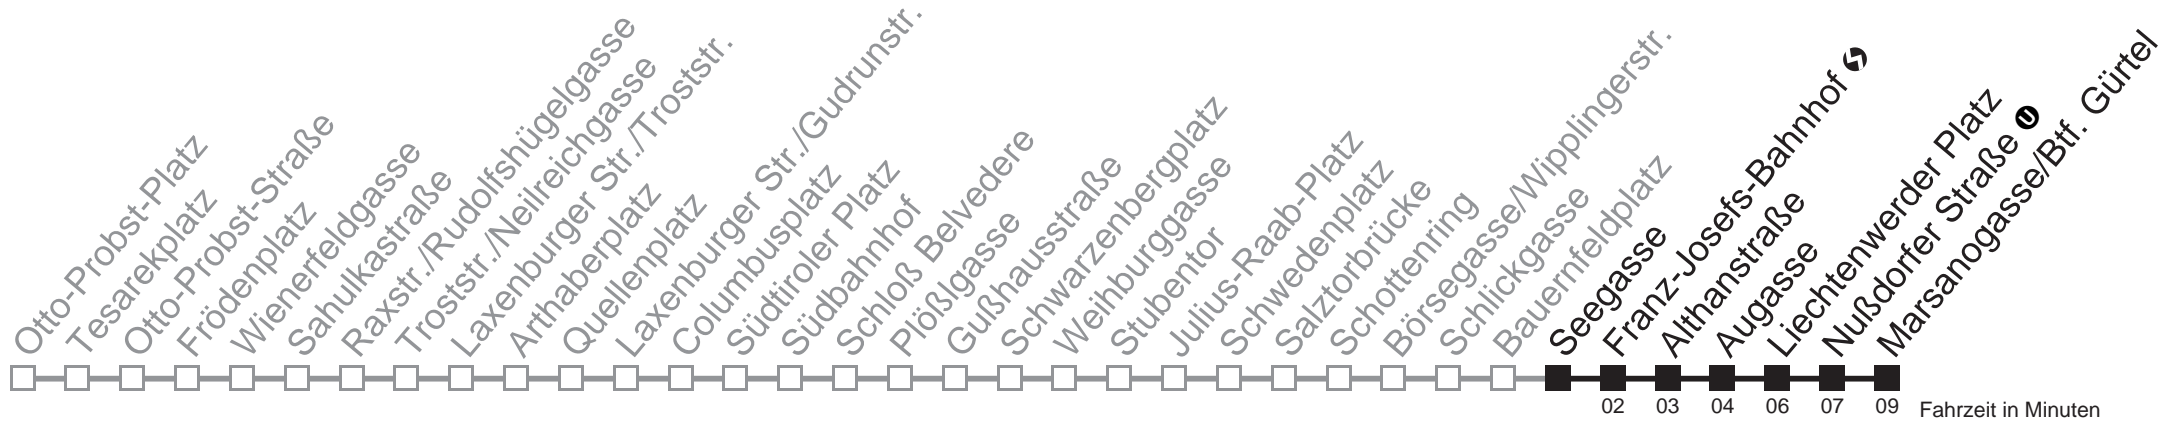 Otto-Probst-Platz
Tesarekplatz
Otto-Probst-Straße
Frödenplatz
Wienerfeldgasse
Sahulkastraße
Raxstr./Rudolfshügelgasse
Troststr./Neilreichgasse
Laxenburger Str./Troststr.
Arthaberplatz
Quellenplatz
Laxenburger Str./Gudrunstr.
Columbusplatz
Südtiroler Platz
Südbahnhof
Schloß Belvedere
Plößlgasse
Gußhausstraße
Schwarzenbergplatz
Weihburggasse
Stubentor
Julius-Raab-Platz
Schwedenplatz
Salztorbrücke
Schottenring
Börsegasse/Wipplingerstr.
Schlickgasse
Bauernfeldplatz
Seegasse
Franz-Josefs-Bahnhof
Althanstraße
Augasse
Liechtenwerder Platz
Nußdorfer Straße U
Marsanogasse/Btf. Gürtel
02 03 04 06 07 09 Fahrzeit in Minuten